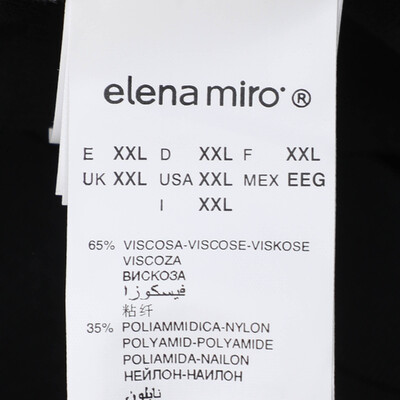 elena mirò ®
E XXL D XXL F XXL
UK XXL USA XXL MEX EEG
I XXL
65% VISCOSA-VISCOSE-VISKOSE
VISCOZA
ВИСКОЗА
فيسكوزا
粘纤
35% POLIAMMIDICA-NYLON
POLYAMID-POLYAMIDE
POLIAMIDA-NAILON
НЕЙЛОН-НАИЛОН
نايلون